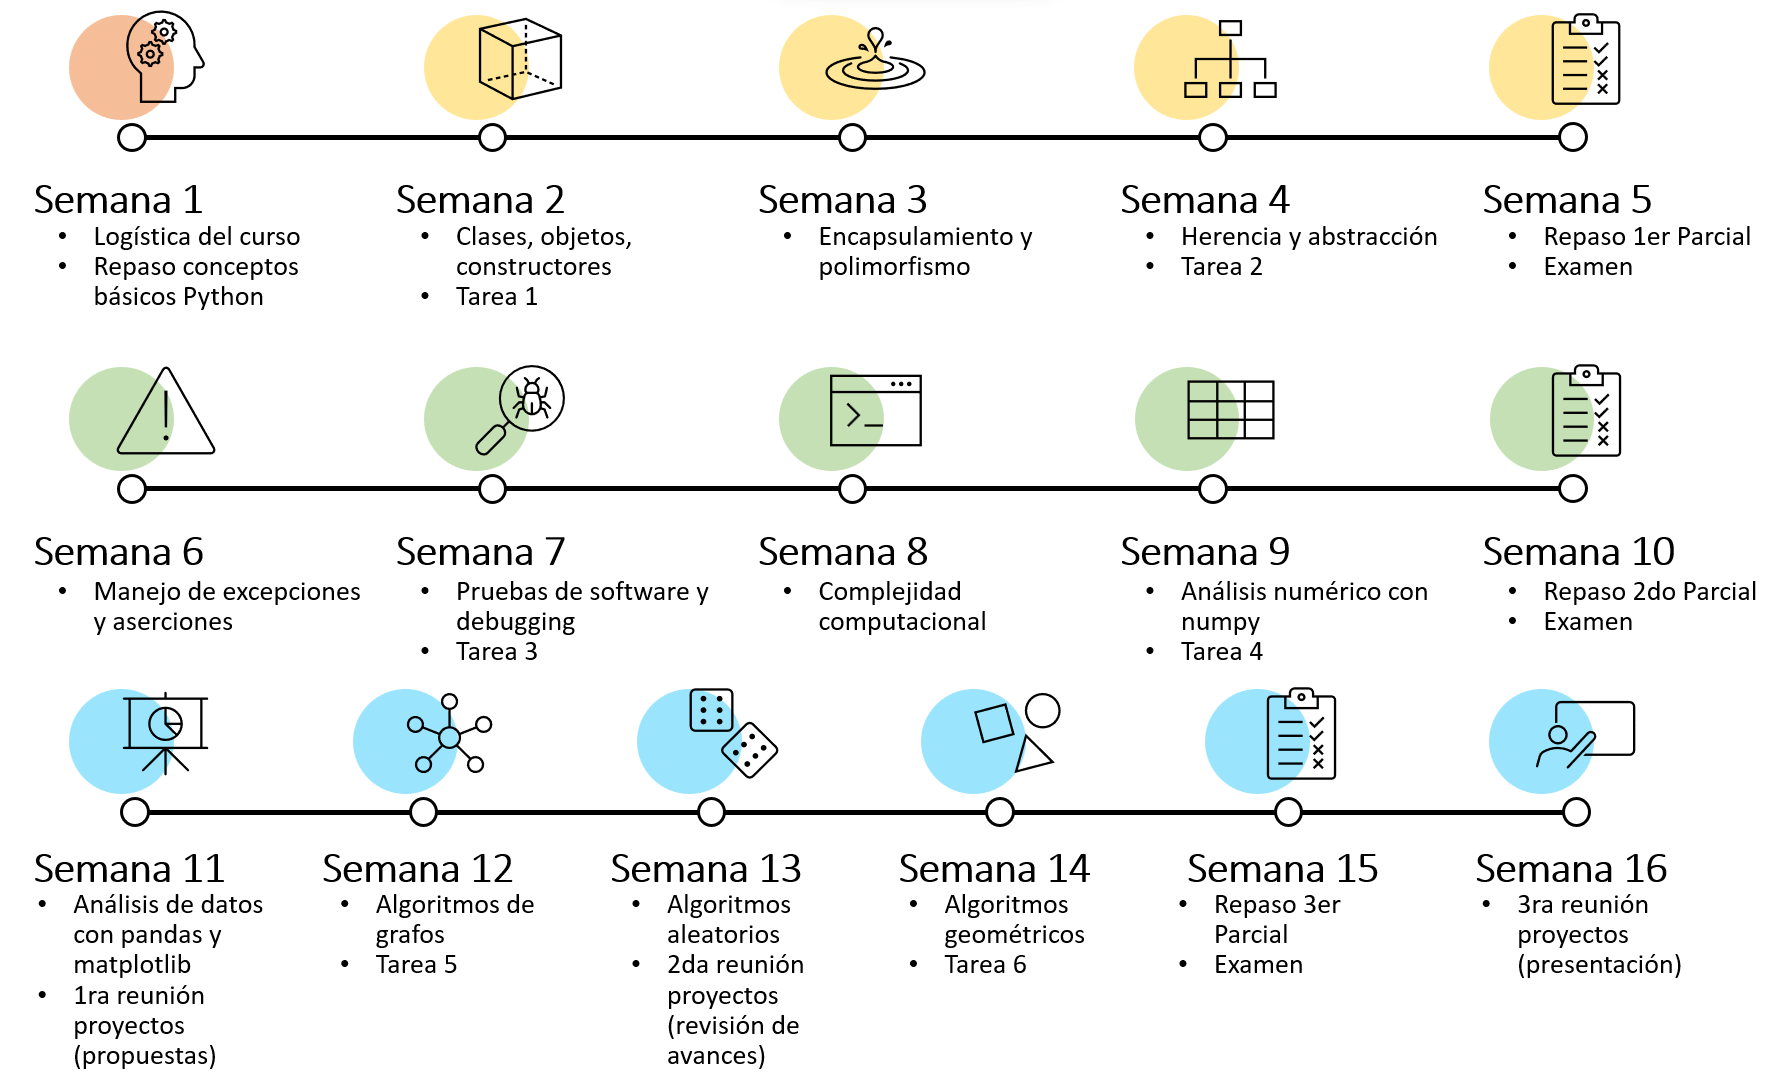 Semana 1
• Logística del curso
• Repaso conceptos
básicos Python
Semana 2
• Clases, objetos,
constructores
• Tarea 1
Semana 3
• Encapsulamiento y
polimorfismo
Semana 4
• Herencia y abstracción
• Tarea 2
Semana 5
• Repaso 1er Parcial
• Examen
Semana 6
• Manejo de excepciones
y aserciones
Semana 7
• Pruebas de software y
debugging
• Tarea 3
Semana 8
• Complejidad
computacional
Semana 9
• Análisis numérico con
numpy
• Tarea 4
Semana 10
• Repaso 2do Parcial
• Examen
Semana 11
• Análisis de datos
con pandas y
matplotlib
• 1ra reunión
proyectos
(propuestas)
Semana 12
• Algoritmos de
grafos
• Tarea 5
Semana 13
• Algoritmos
aleatorios
• 2da reunión
proyectos
(revisión de
avances)
Semana 14
• Algoritmos
geométricos
• Tarea 6
Semana 15
• Repaso 3er
Parcial
• Examen
Semana 16
• 3ra reunión
proyectos
(presentación)